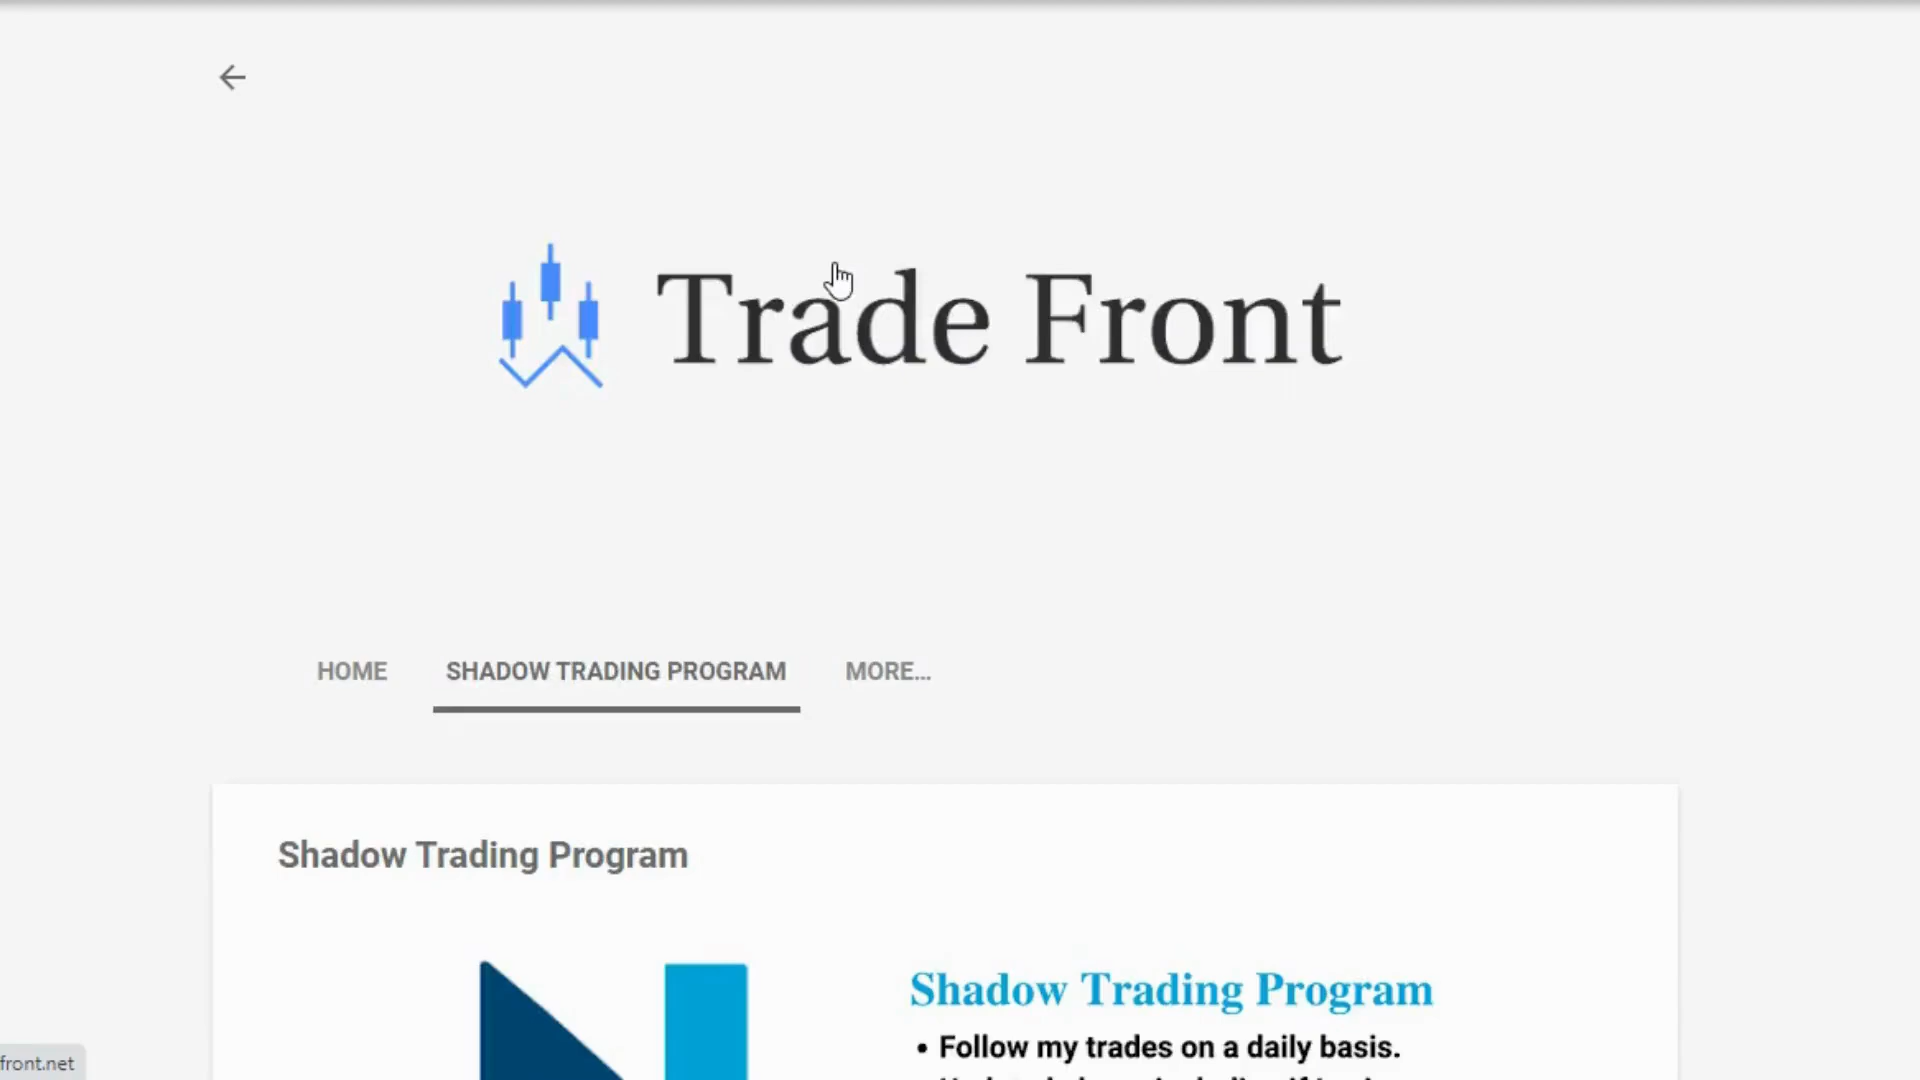 Trade Front
HOME SHADOW TRADING PROGRAM MORE...
Shadow Trading Program
Shadow Trading Program
• Follow my trades on a daily basis.
front.net